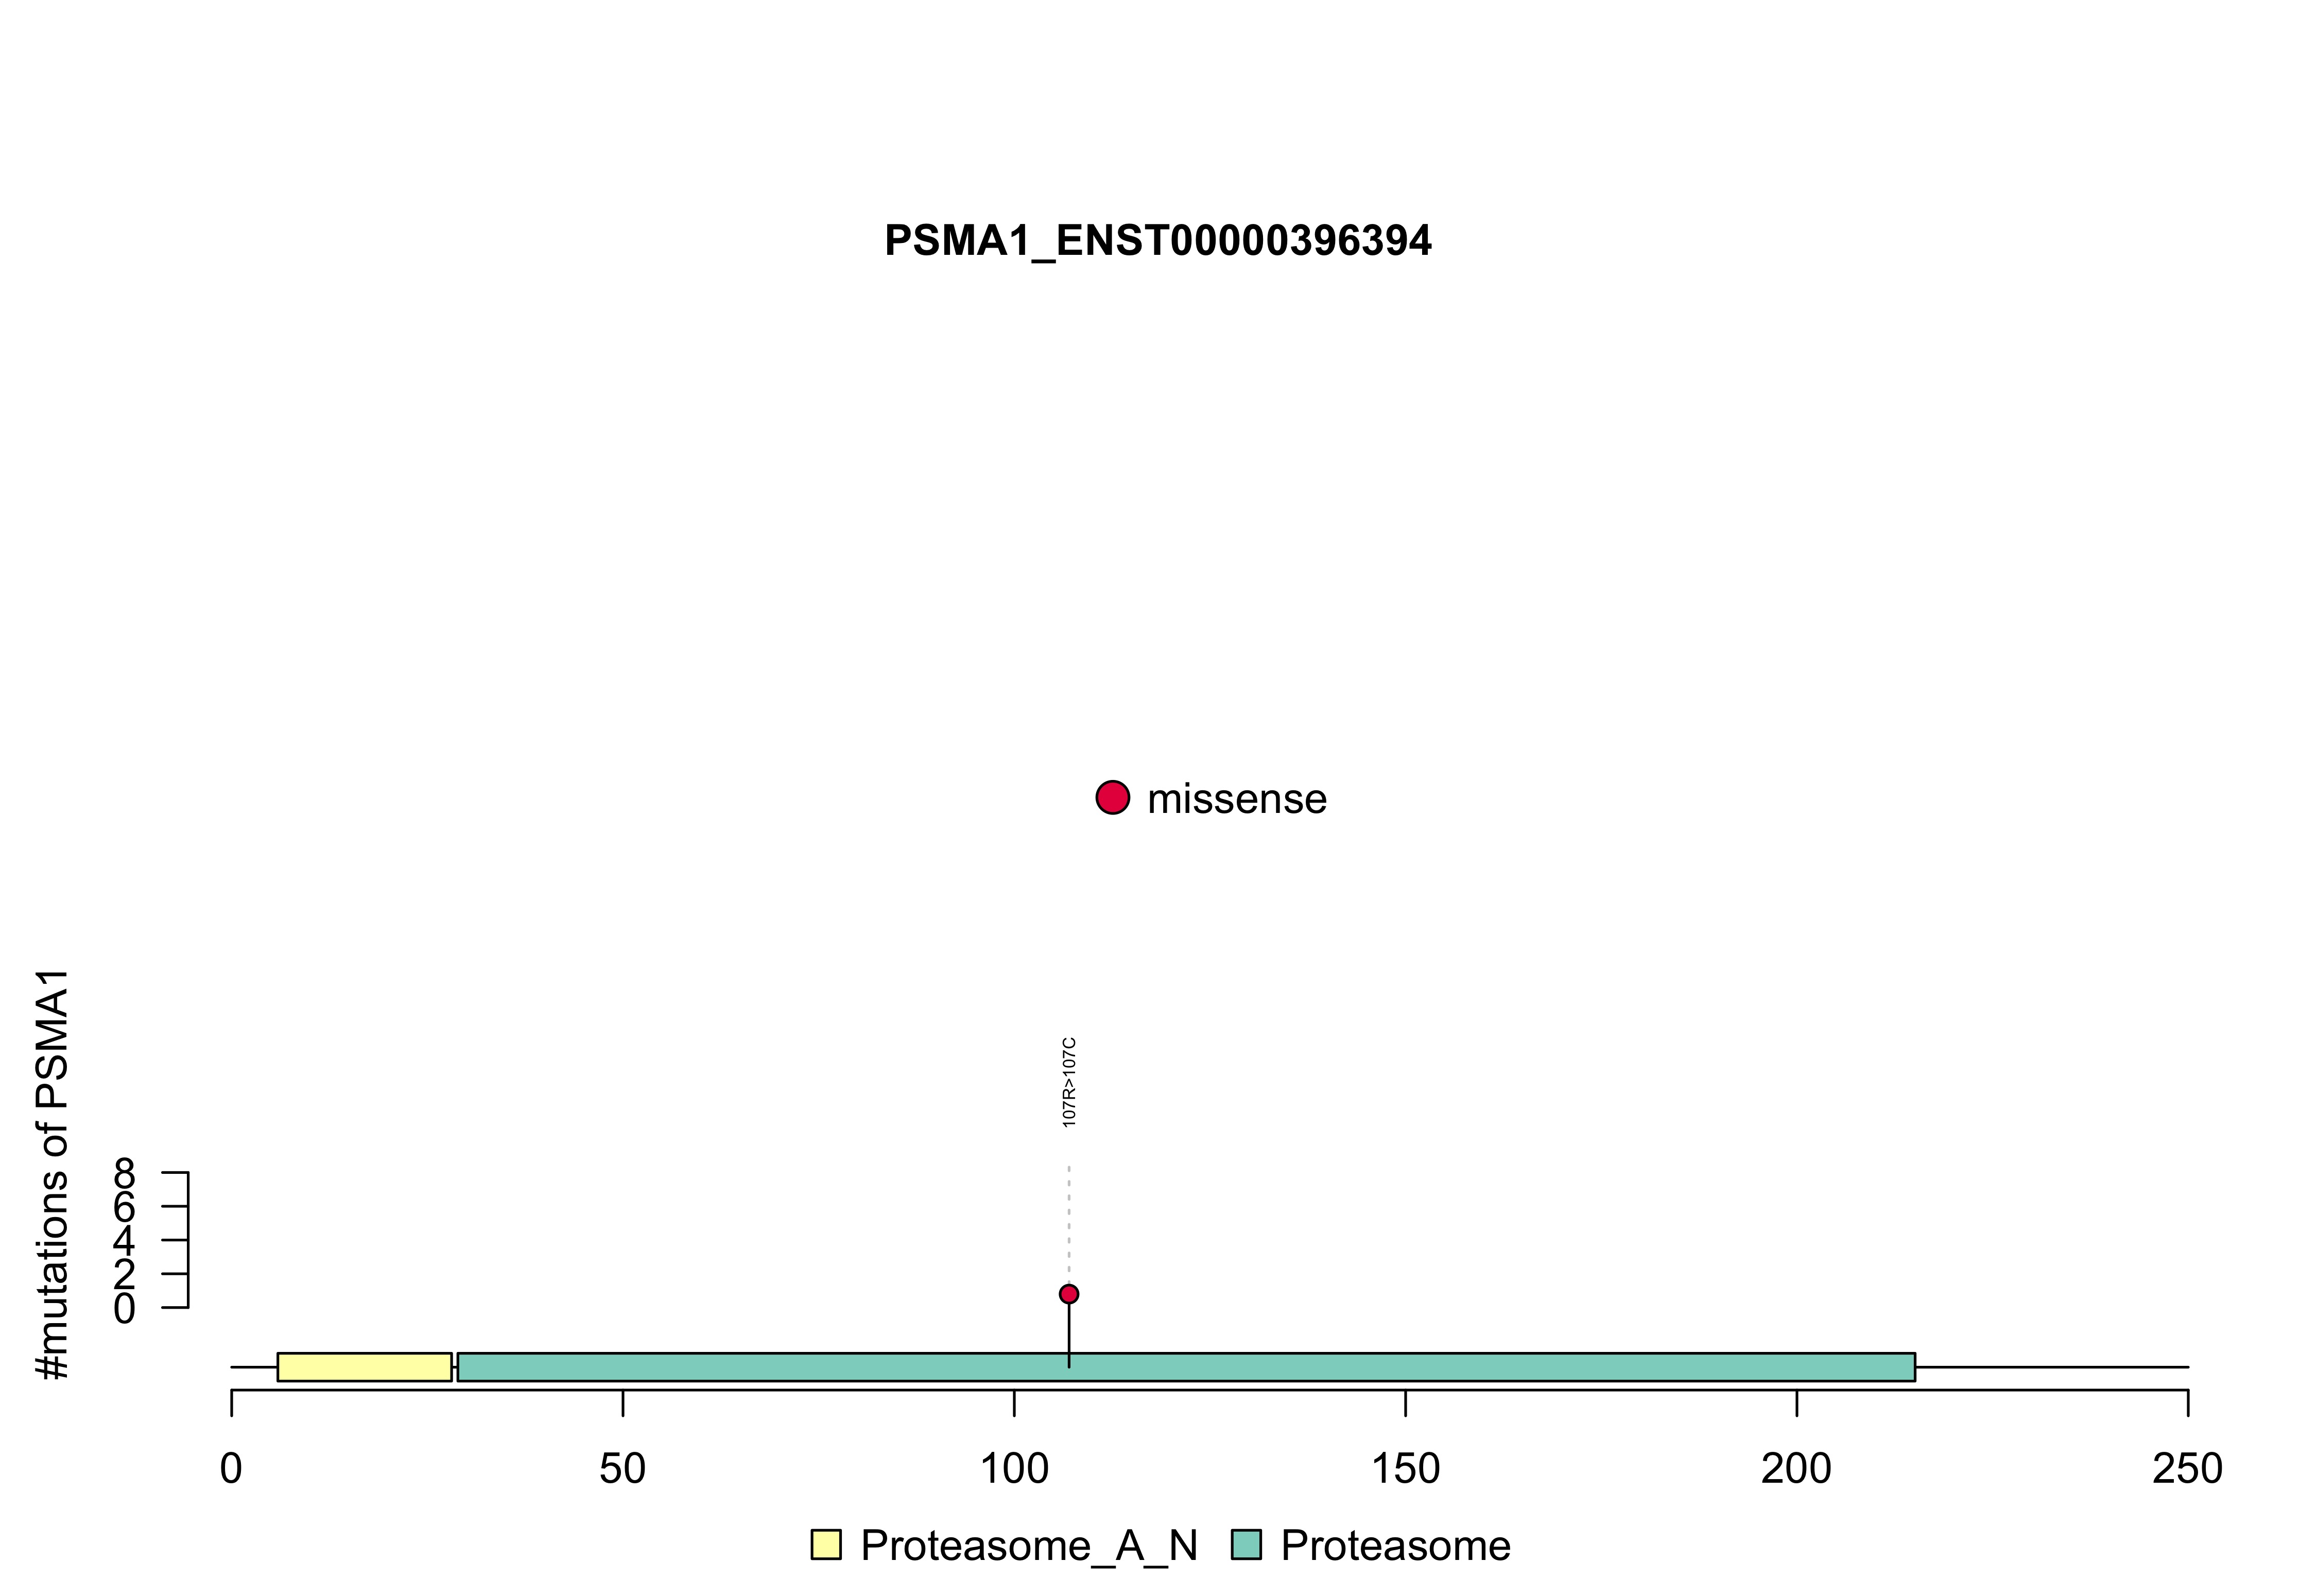 PSMA1_ENST00000396394
missense
#mutations of PSMA1
107R>107C
8
6
4
2
0
0 50 100 150 200 250
Proteasome_A_N Proteasome